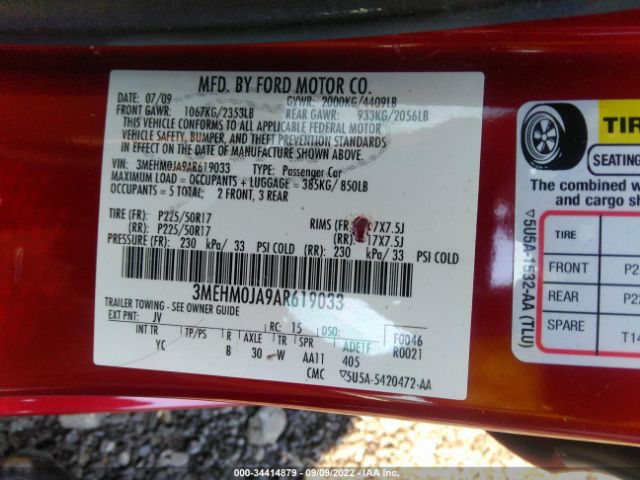 MFD. BY FORD MOTOR CO.
DATE: 07/09 GVWR: 2000KG/4409LB
FRONT GAWR: 1067KG/2353LB REAR GAWR: 933KG/2056LB
THIS VEHICLE CONFORMS TO ALL APPLICABLE FEDERAL MOTOR
VEHICLE SAFETY, BUMPER, AND THEFT PREVENTION STANDARDS
IN EFFECT ON THE DATE OF MANUFACTURE SHOWN ABOVE.
VIN: 3MEHM0JA9AR619033 TYPE: Passenger Car
MAXIMUM LOAD = OCCUPANTS + LUGGAGE = 385KG/850LB
OCCUPANTS = 5 TOTAL: 2 FRONT, 3 REAR
TIRE (FR): P225/50R17 RIMS (FR): 17X7.5J
(RR): P225/50R17 (RR): 17X7.5J
PRESSURE (FR): 230 kPa/ 33 PSI COLD (RR): 230 kPa/ 33 PSI COLD
3MEHM0JA9AR619033
TRAILER TOWING - SEE OWNER GUIDE
EXT PNT: JV RC: 15 DSO: F0046
INT TR TP/PS R AXLE TR SPR ADETF R0021
YC B 30 W AA11 405
CMC ▽5U5A-5420472-AA
TIR
SEATING
The combined w
and cargo sh
TIRE
FRONT P2
REAR P22
SPARE T14
▽5U5A-1532-AA (TLU)
000 - 34414879 - 09/09/2022 - IAA Inc.